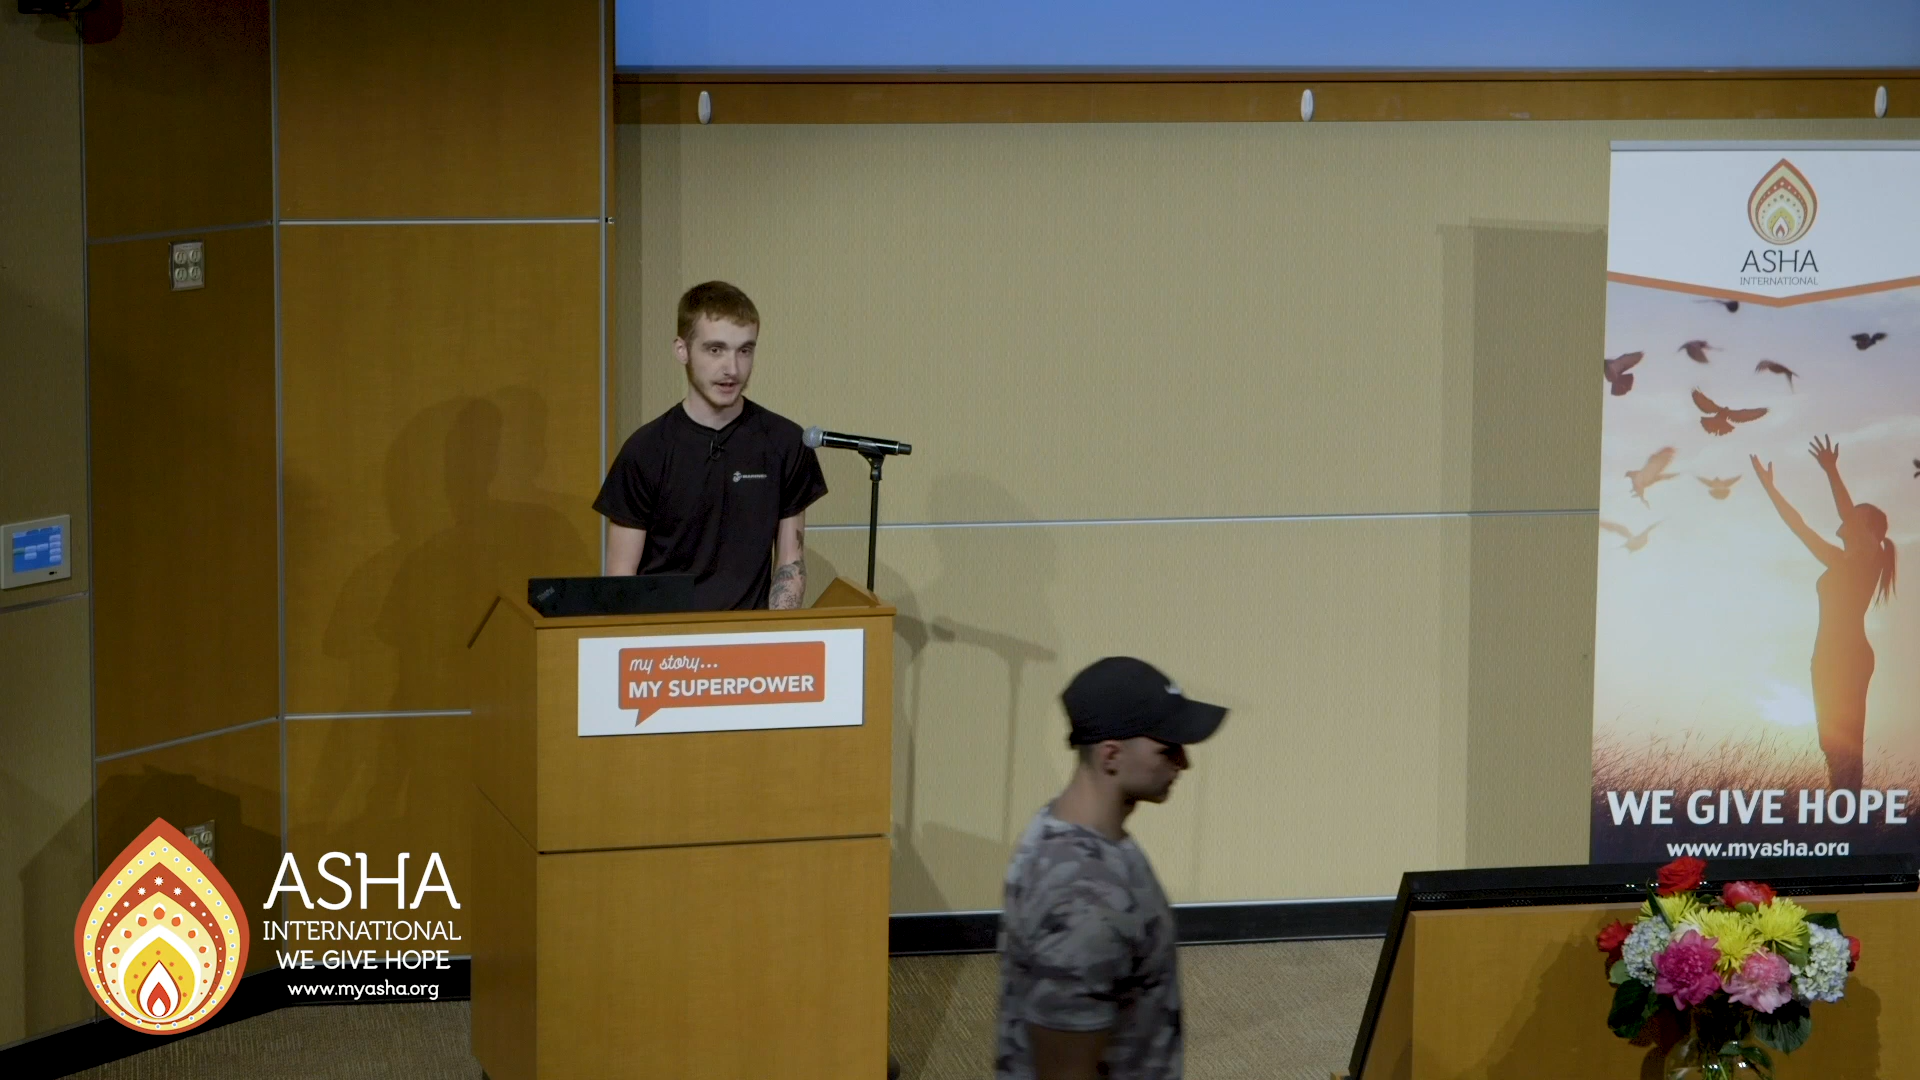 my story...
MY SUPERPOWER
ASHA
INTERNATIONAL
WE GIVE HOPE
www.myasha.org
ASHA
INTERNATIONAL
WE GIVE HOPE
www.myasha.org